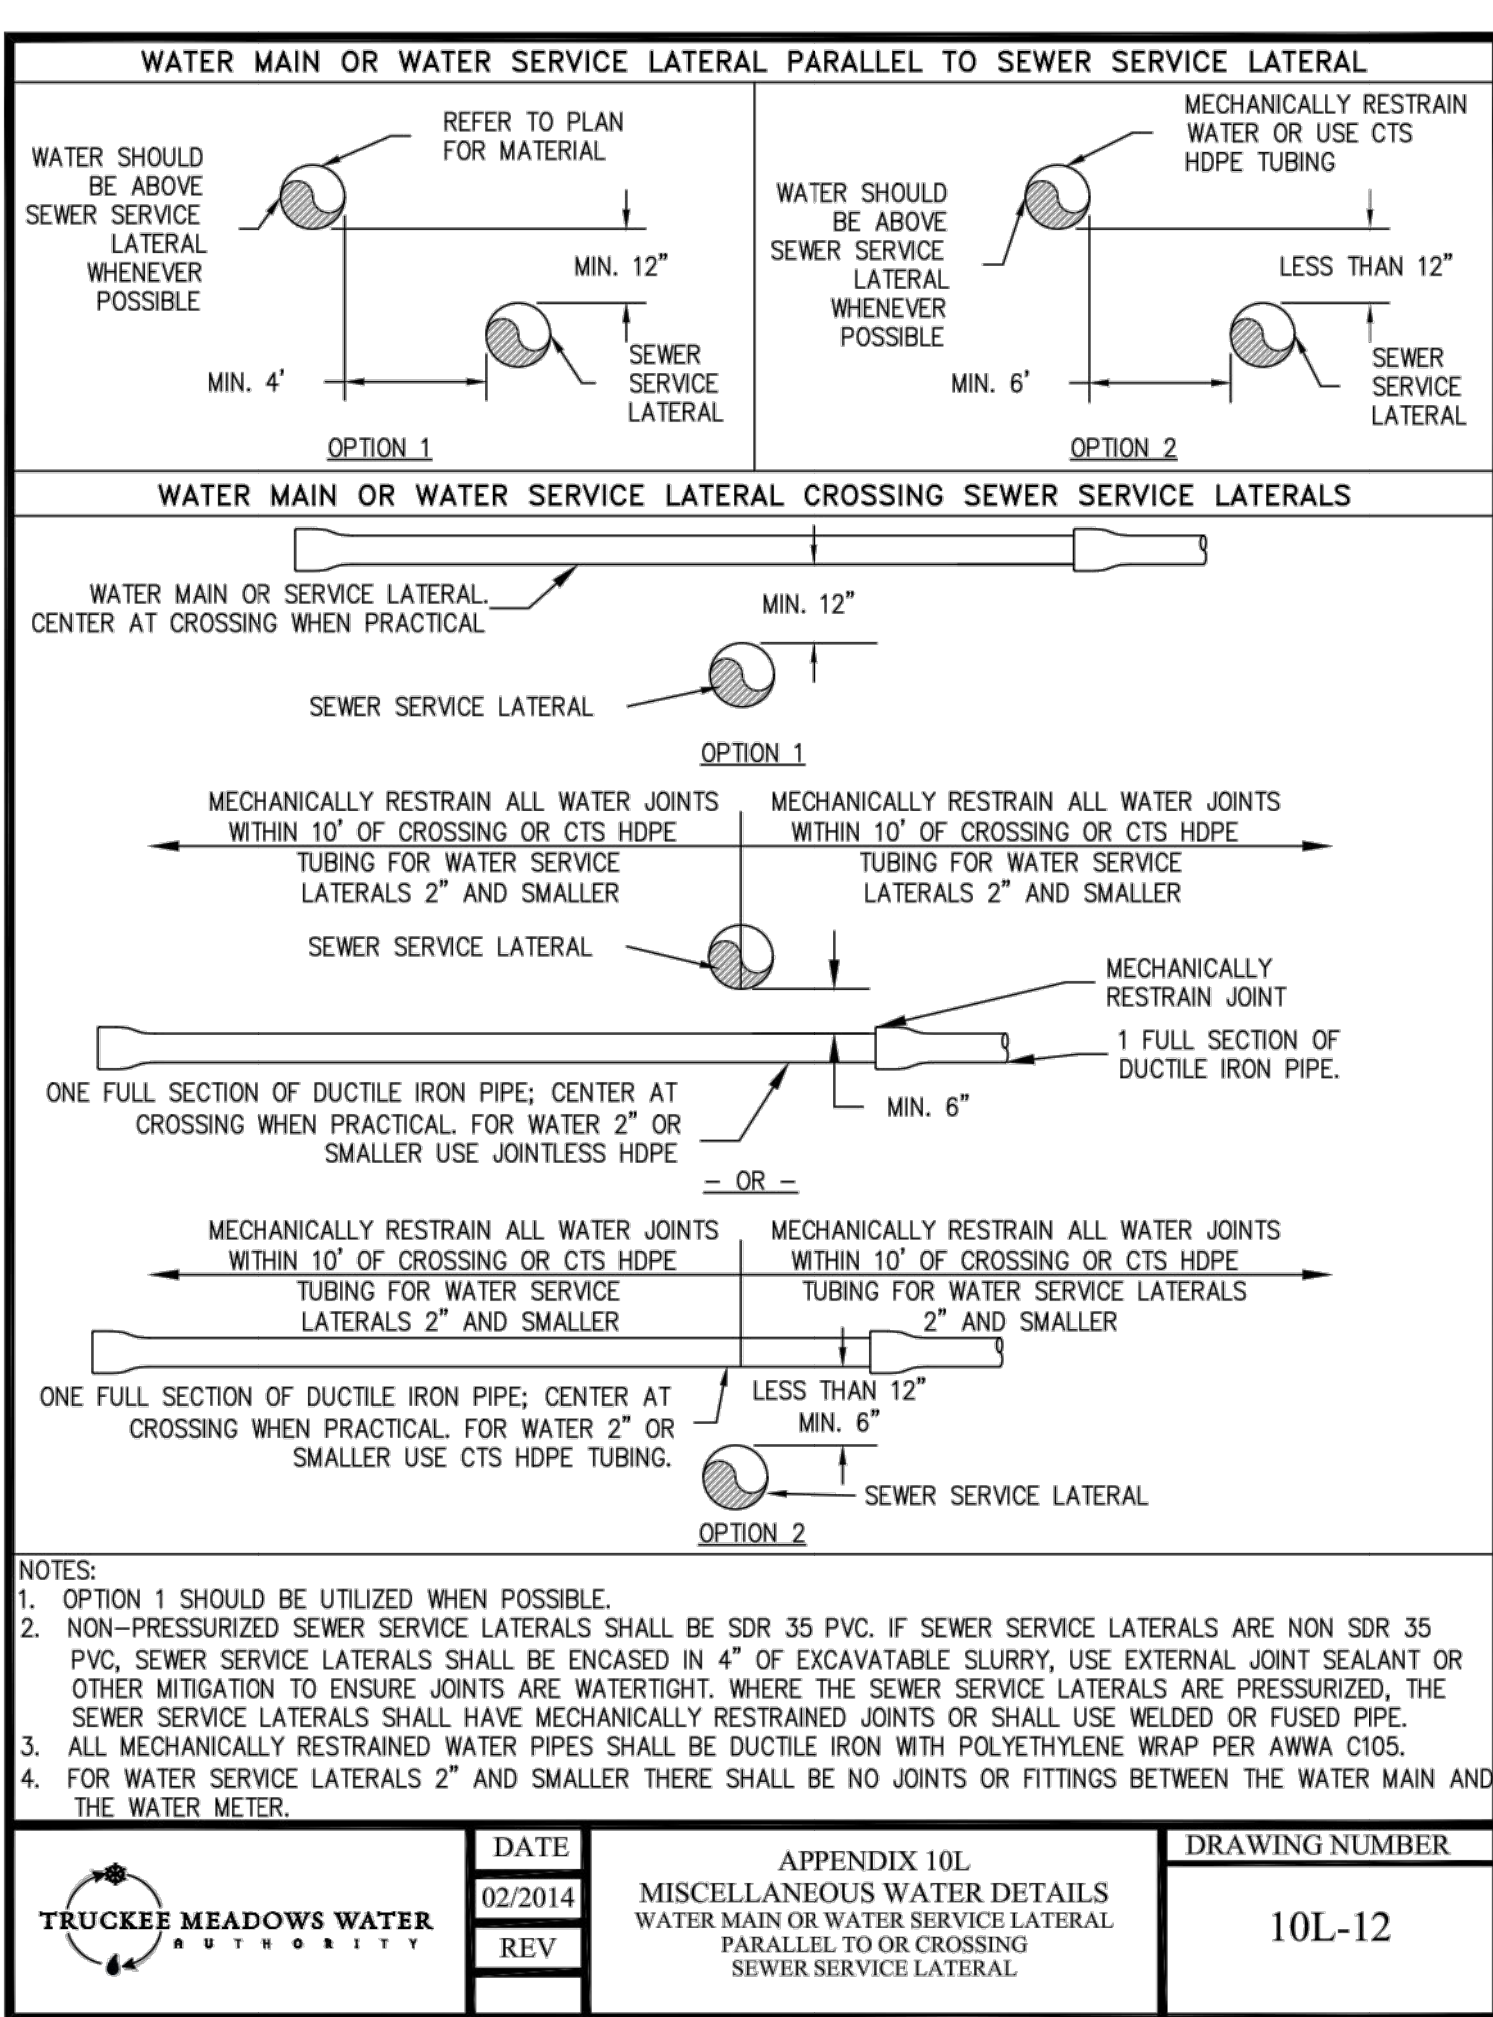 WATER MAIN OR WATER SERVICE LATERAL PARALLEL TO SEWER SERVICE LATERAL
WATER SHOULD
BE ABOVE
SEWER SERVICE
LATERAL
WHENEVER
POSSIBLE
REFER TO PLAN
FOR MATERIAL
MIN. 12"
SEWER
SERVICE
LATERAL
MIN. 4'
OPTION 1
WATER SHOULD
BE ABOVE
SEWER SERVICE
LATERAL
WHENEVER
POSSIBLE
MECHANICALLY RESTRAIN
WATER OR USE CTS
HDPE TUBING
LESS THAN 12"
SEWER
SERVICE
LATERAL
MIN. 6'
OPTION 2
WATER MAIN OR WATER SERVICE LATERAL CROSSING SEWER SERVICE LATERALS
WATER MAIN OR SERVICE LATERAL.
CENTER AT CROSSING WHEN PRACTICAL
MIN. 12"
SEWER SERVICE LATERAL
OPTION 1
MECHANICALLY RESTRAIN ALL WATER JOINTS
WITHIN 10' OF CROSSING OR CTS HDPE
TUBING FOR WATER SERVICE
LATERALS 2" AND SMALLER
MECHANICALLY RESTRAIN ALL WATER JOINTS
WITHIN 10' OF CROSSING OR CTS HDPE
TUBING FOR WATER SERVICE
LATERALS 2" AND SMALLER
SEWER SERVICE LATERAL
MECHANICALLY
RESTRAIN JOINT
1 FULL SECTION OF
DUCTILE IRON PIPE.
ONE FULL SECTION OF DUCTILE IRON PIPE; CENTER AT
CROSSING WHEN PRACTICAL. FOR WATER 2" OR
SMALLER USE JOINTLESS HDPE
MIN. 6"
- OR -
MECHANICALLY RESTRAIN ALL WATER JOINTS
WITHIN 10' OF CROSSING OR CTS HDPE
TUBING FOR WATER SERVICE
LATERALS 2" AND SMALLER
MECHANICALLY RESTRAIN ALL WATER JOINTS
WITHIN 10' OF CROSSING OR CTS HDPE
TUBING FOR WATER SERVICE LATERALS
2" AND SMALLER
ONE FULL SECTION OF DUCTILE IRON PIPE; CENTER AT
CROSSING WHEN PRACTICAL. FOR WATER 2" OR
SMALLER USE CTS HDPE TUBING.
LESS THAN 12"
MIN. 6"
SEWER SERVICE LATERAL
OPTION 2
NOTES:
1. OPTION 1 SHOULD BE UTILIZED WHEN POSSIBLE.
2. NON-PRESSURIZED SEWER SERVICE LATERALS SHALL BE SDR 35 PVC. IF SEWER SERVICE LATERALS ARE NON SDR 35
PVC, SEWER SERVICE LATERALS SHALL BE ENCASED IN 4" OF EXCAVATABLE SLURRY, USE EXTERNAL JOINT SEALANT OR
OTHER MITIGATION TO ENSURE JOINTS ARE WATERTIGHT. WHERE THE SEWER SERVICE LATERALS ARE PRESSURIZED, THE
SEWER SERVICE LATERALS SHALL HAVE MECHANICALLY RESTRAINED JOINTS OR SHALL USE WELDED OR FUSED PIPE.
3. ALL MECHANICALLY RESTRAINED WATER PIPES SHALL BE DUCTILE IRON WITH POLYETHYLENE WRAP PER AWWA C105.
4. FOR WATER SERVICE LATERALS 2" AND SMALLER THERE SHALL BE NO JOINTS OR FITTINGS BETWEEN THE WATER MAIN AND
THE WATER METER.
TRUCKEE MEADOWS WATER
AUTHORITY
DATE
02/2014
REV
APPENDIX 10L
MISCELLANEOUS WATER DETAILS
WATER MAIN OR WATER SERVICE LATERAL
PARALLEL TO OR CROSSING
SEWER SERVICE LATERAL
DRAWING NUMBER
10L-12